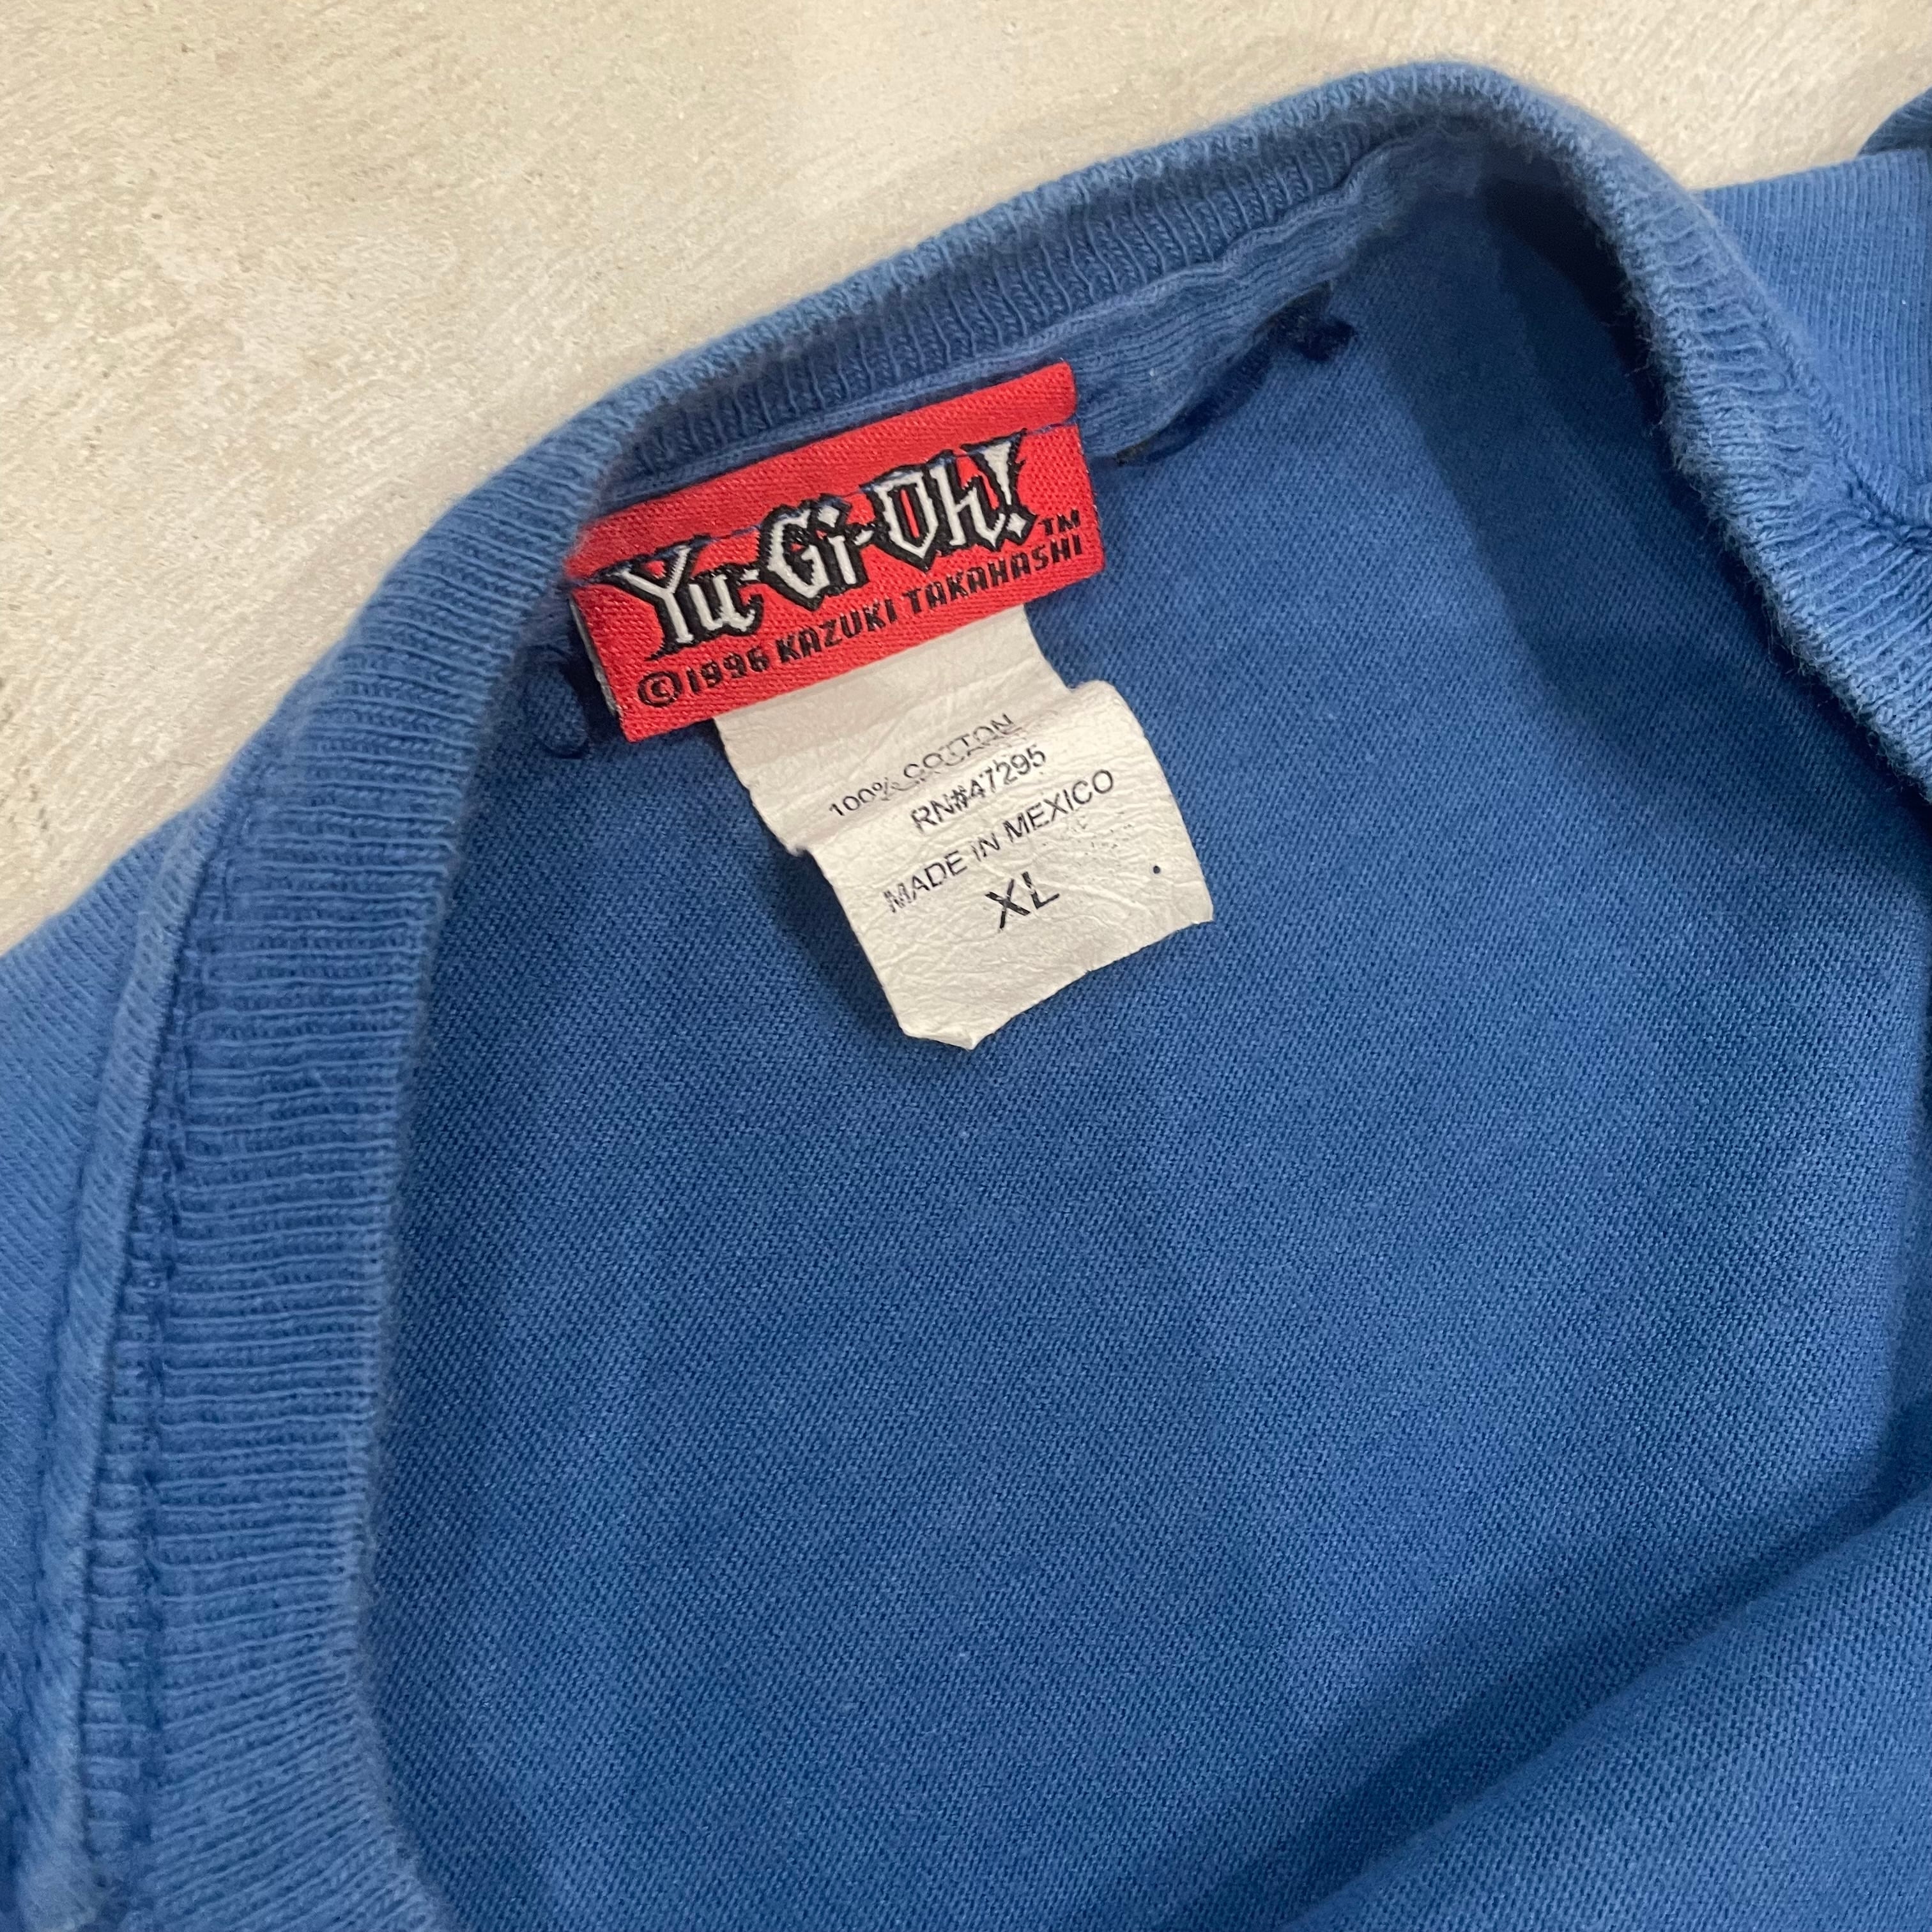 Yu-Gi-Oh!™
©1996 KAZUKI TAKAHASHI
100% COTTON
RN#47295
MADE IN MEXICO
XL